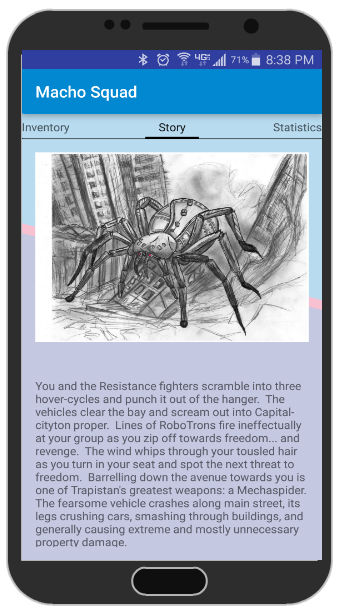 4G 71% 8:38 PM
Macho Squad
Inventory Story Statistics
You and the Resistance fighters scramble into three
hover-cycles and punch it out of the hanger.  The
vehicles clear the bay and scream out into Capital-
cityton proper.  Lines of RoboTrons fire ineffectually
at your group as you zip off towards freedom... and
revenge.  The wind whips through your tousled hair
as you turn in your seat and spot the next threat to
freedom.  Barrelling down the avenue towards you is
one of Trapistan's greatest weapons: a Mechaspider.
The fearsome vehicle crashes along main street, its
legs crushing cars, smashing through buildings, and
generally causing extreme and mostly unnecessary
property damage.